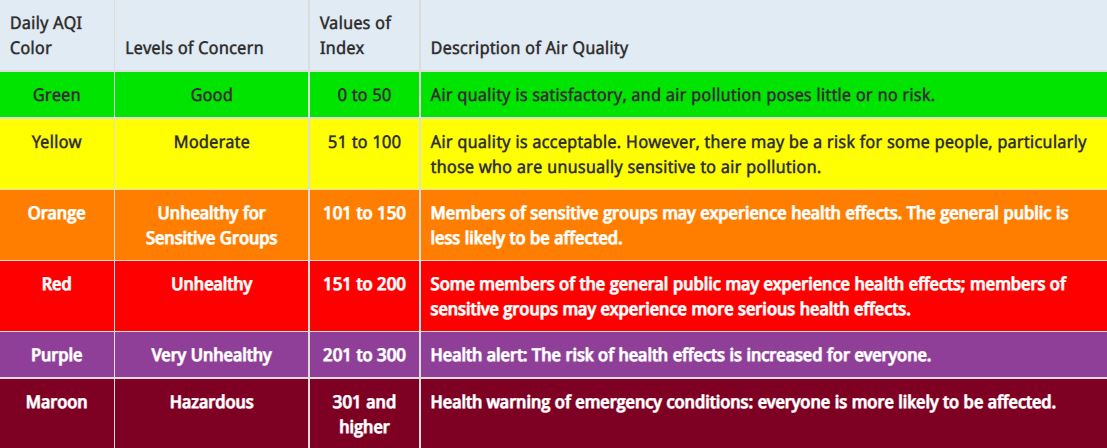 Daily AQI
Color
Levels of Concern
Values of
Index
Description of Air Quality
Green
Good
0 to 50
Air quality is satisfactory, and air pollution poses little or no risk.
Yellow
Moderate
51 to 100
Air quality is acceptable. However, there may be a risk for some people, particularly
those who are unusually sensitive to air pollution.
Orange
Unhealthy for
Sensitive Groups
101 to 150
Members of sensitive groups may experience health effects. The general public is
less likely to be affected.
Red
Unhealthy
151 to 200
Some members of the general public may experience health effects; members of
sensitive groups may experience more serious health effects.
Purple
Very Unhealthy
201 to 300
Health alert: The risk of health effects is increased for everyone.
Maroon
Hazardous
301 and
higher
Health warning of emergency conditions: everyone is more likely to be affected.